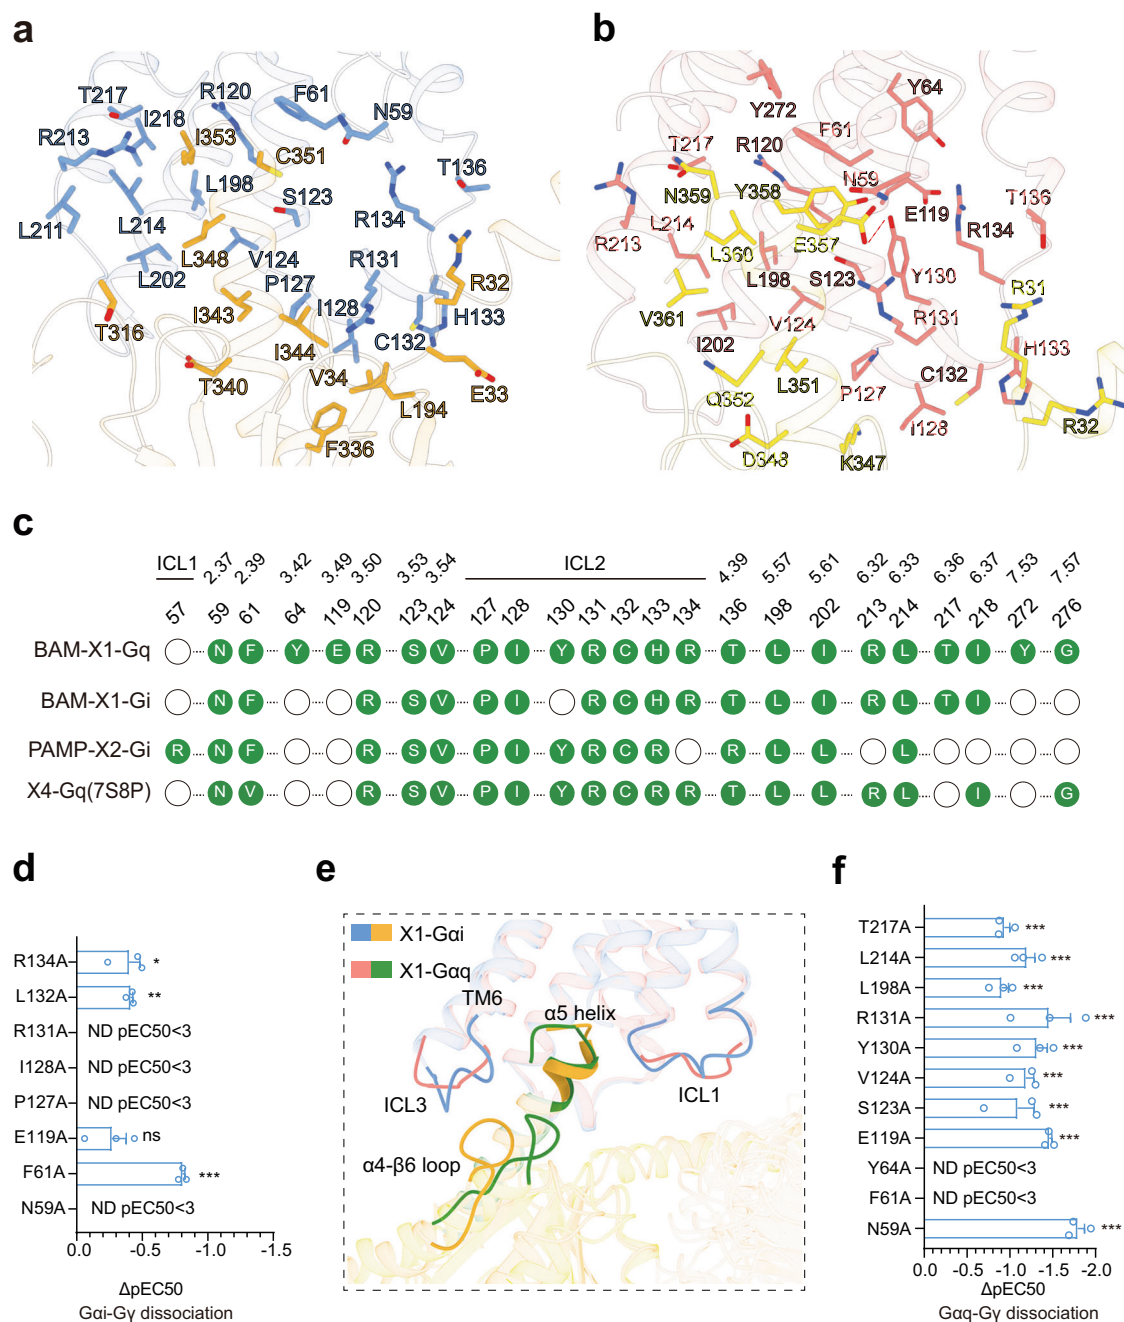 a
T217
I218
R120
F61
N59
R213
I353
C351
T136
L198
S123
R134
L211
L214
L202
L348
V124
R131
P127
R32
I343
I128
H133
T316
I344
C132
T340
V34
E33
L194
F336
b
Y272
Y64
T217
R120
F61
N359
Y358
N59
T136
L214
E119
R134
R213
L360
E357
L198
S123
Y130
R31
V361
V124
R131
I202
H133
L351
C132
Q352
P127
I128
R32
D348
K347
c
ICL1 2.37 2.39 3.42 3.49 3.50 3.53 3.54 ICL2 4.39 5.57 5.61 6.32 6.33 6.36 6.37 7.53 7.57
57 59 61 64 119 120 123 124 127 128 130 131 132 133 134 136 198 202 213 214 217 218 272 276
BAM-X1-Gq N F Y E R S V P I Y R C H R T L I R L T I Y G
BAM-X1-Gi N F R S V P I R C H R T L I R L T I
PAMP-X2-Gi R N F R S V P I Y R C R R L L L
X4-Gq(7S8P) N V R S V P I Y R C R R T L L R L I G
d
R134A *
L132A **
R131A ND pEC50<3
I128A ND pEC50<3
P127A ND pEC50<3
E119A ns
F61A ***
N59A ND pEC50<3
0.0 -0.5 -1.0 -1.5
ΔpEC50
Gαi-Gγ dissociation
e
X1-Gαi
X1-Gαq
TM6
α5 helix
ICL3
ICL1
α4-β6 loop
f
T217A ***
L214A ***
L198A ***
R131A ***
Y130A ***
V124A ***
S123A ***
E119A ***
Y64A ND pEC50<3
F61A ND pEC50<3
N59A ***
0.0 -0.5 -1.0 -1.5 -2.0
ΔpEC50
Gαq-Gγ dissociation